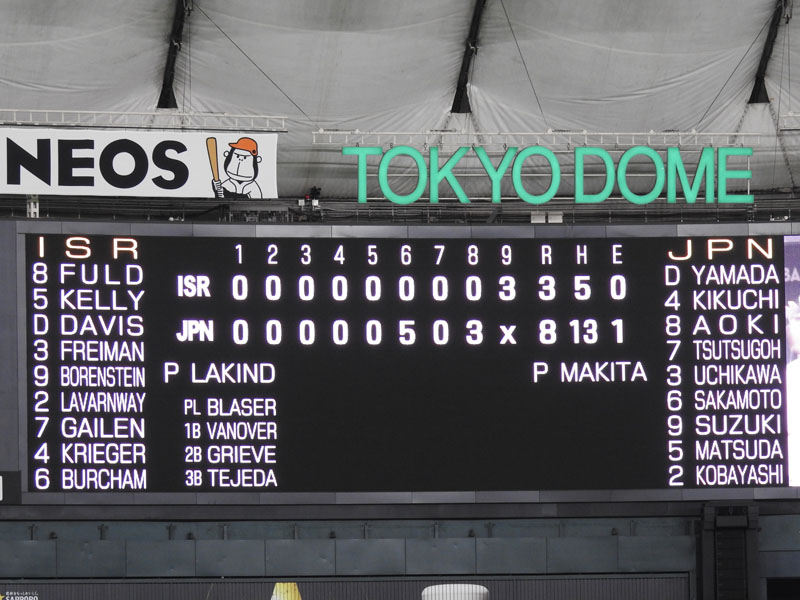 NEOS
TOKYO DOME
ISR 1 2 3 4 5 6 7 8 9 R H E JPN
8 FULD ISR 0 0 0 0 0 0 0 0 3 3 5 0 D YAMADA
5 KELLY 4 KIKUCHI
D DAVIS JPN 0 0 0 0 0 5 0 3 x 8 13 1 8 AOKI
3 FREIMAN 7 TSUTSUGOH
9 BORENSTEIN P LAKIND P MAKITA 3 UCHIKAWA
2 LAVARNWAY PL BLASER 6 SAKAMOTO
7 GAILEN 1B VANOVER 9 SUZUKI
4 KRIEGER 2B GRIEVE 5 MATSUDA
6 BURCHAM 3B TEJEDA 2 KOBAYASHI
SAPPORO